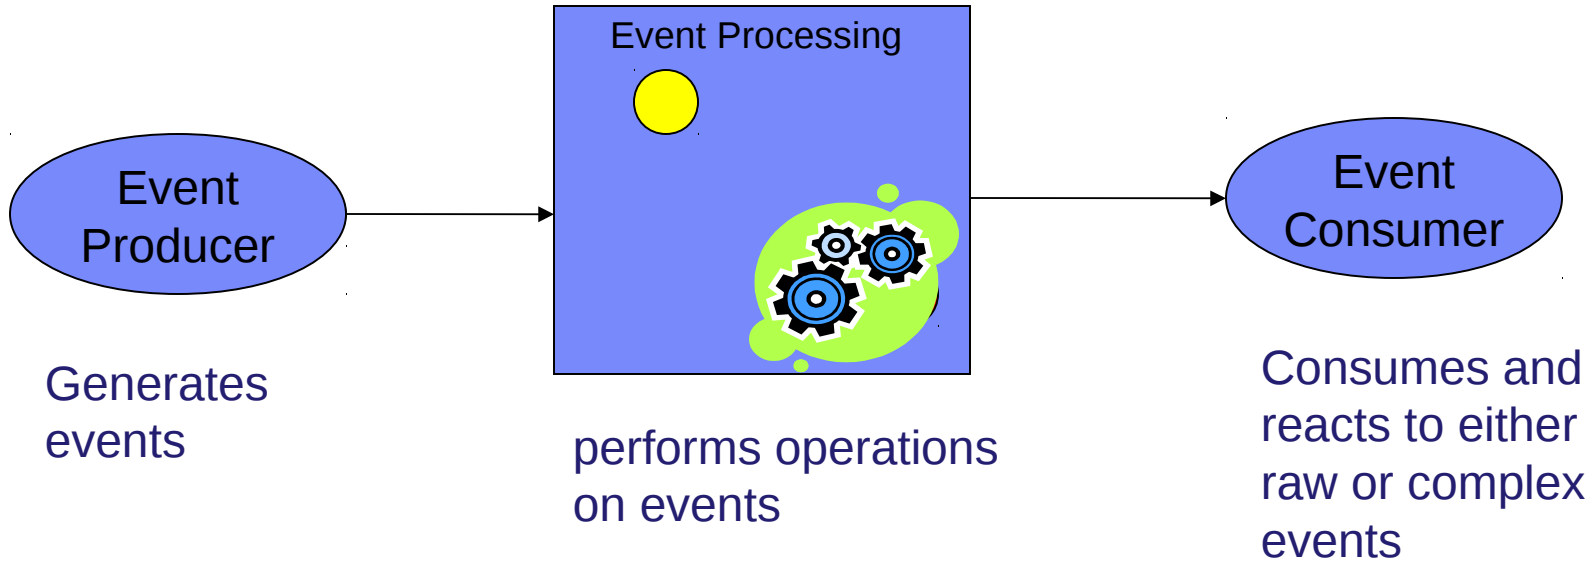 Event Processing
Event
Producer
Event
Consumer
Generates
events
performs operations
on events
Consumes and
reacts to either
raw or complex
events